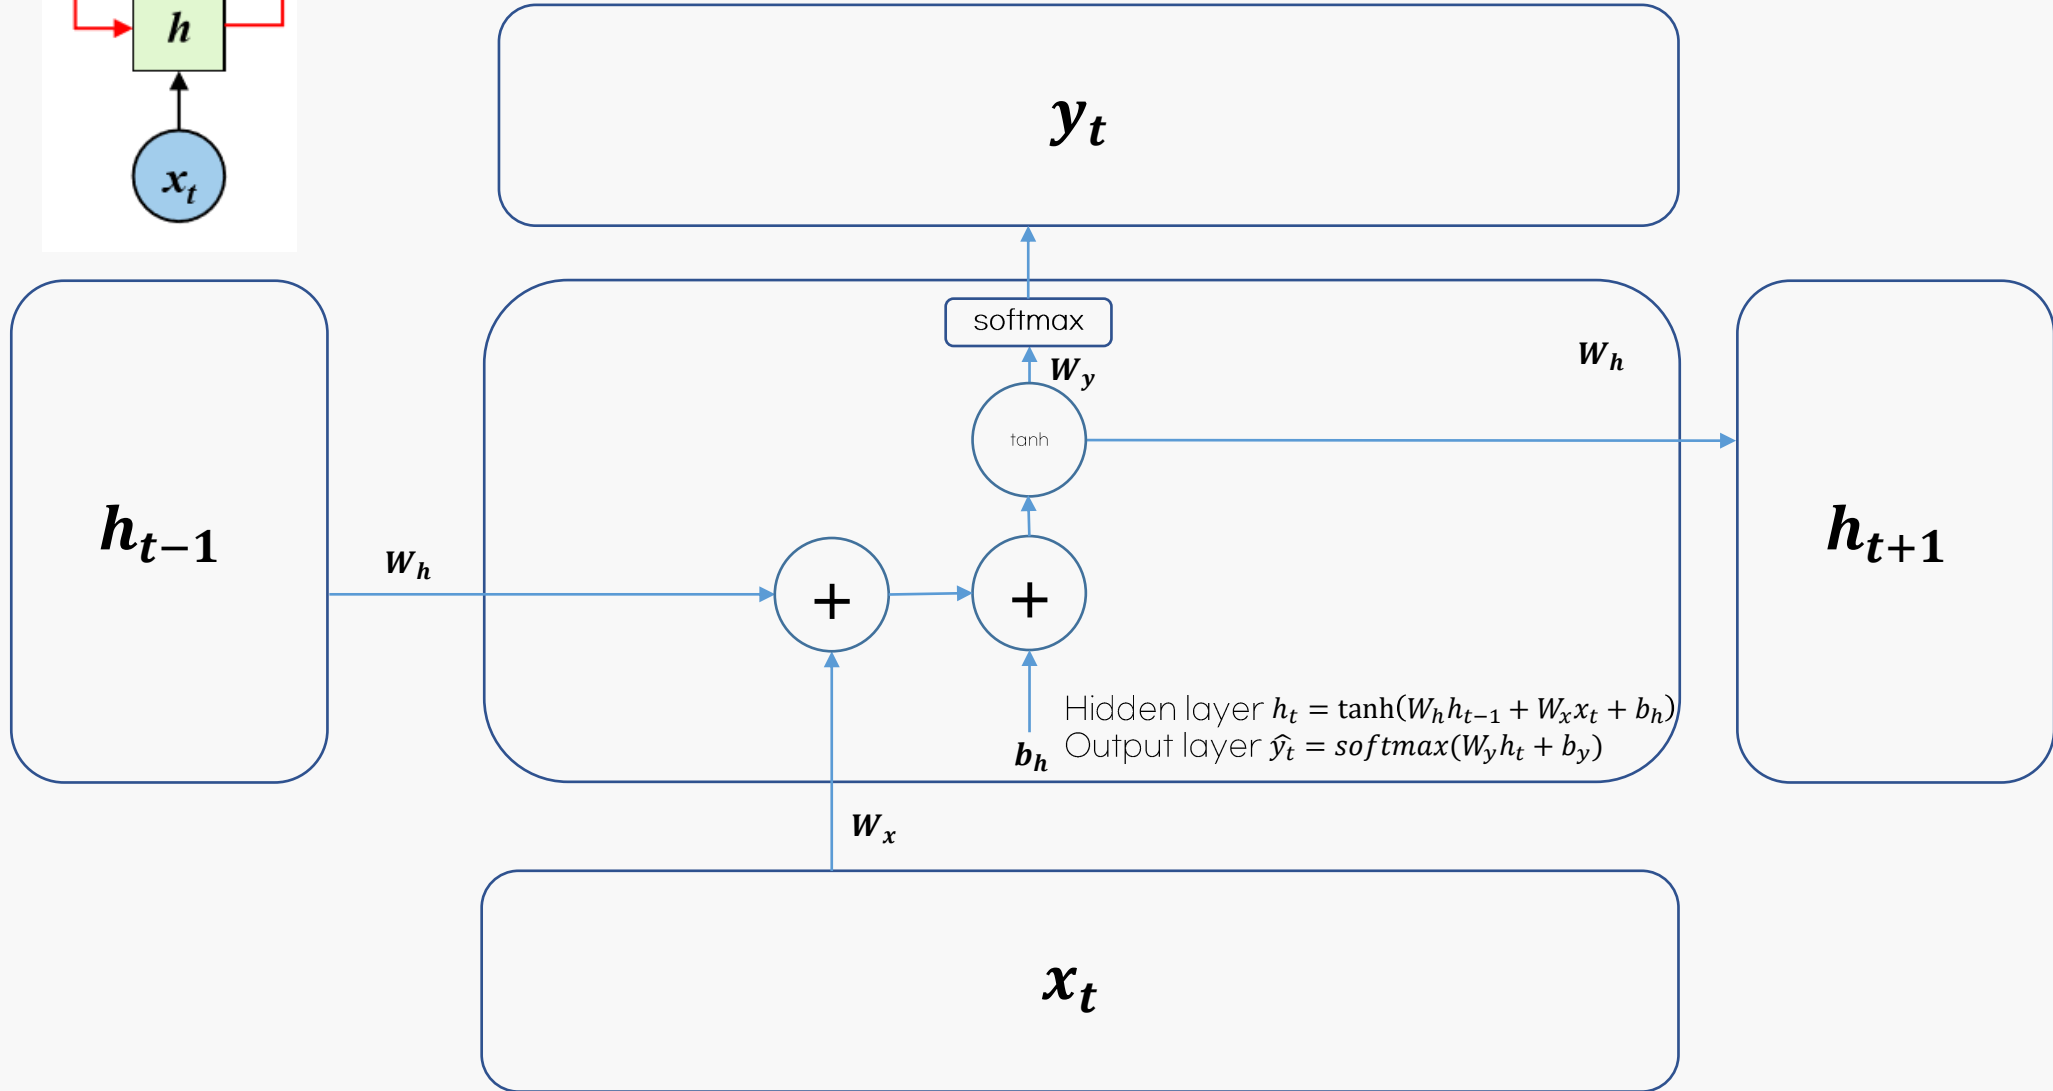 h
x_t
y_t
softmax
W_y
W_h
tanh
h_{t-1}
W_h
+
+
h_{t+1}
Hidden layer h_t = tanh(W_h h_{t-1} + W_x x_t + b_h)
Output layer ŷ_t = softmax(W_y h_t + b_y)
b_h
W_x
x_t